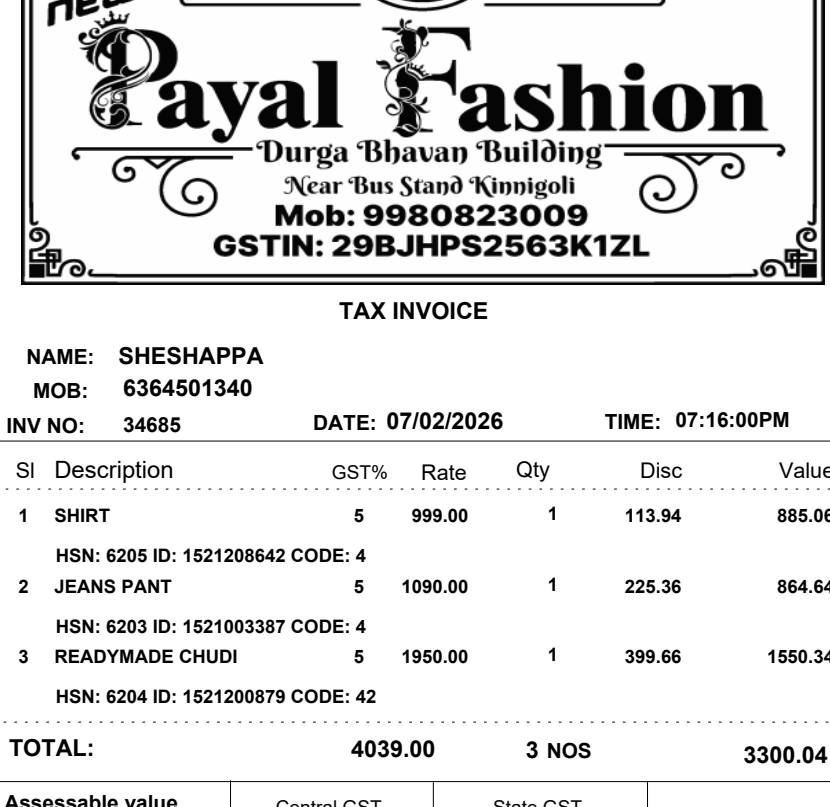 new
Payal Fashion
Durga Bhavan Building
Near Bus Stand Kinnigoli
Mob: 9980823009
GSTIN: 29BJHPS2563K1ZL
TAX INVOICE
NAME: SHESHAPPA
MOB: 6364501340
INV NO: 34685 DATE: 07/02/2026 TIME: 07:16:00PM
Sl Description GST% Rate Qty Disc Value
1 SHIRT 5 999.00 1 113.94 885.06
HSN: 6205 ID: 1521208642 CODE: 4
2 JEANS PANT 5 1090.00 1 225.36 864.64
HSN: 6203 ID: 1521003387 CODE: 4
3 READYMADE CHUDI 5 1950.00 1 399.66 1550.34
HSN: 6204 ID: 1521200879 CODE: 42
TOTAL: 4039.00 3 NOS 3300.04
Assessable value Central GST State GST